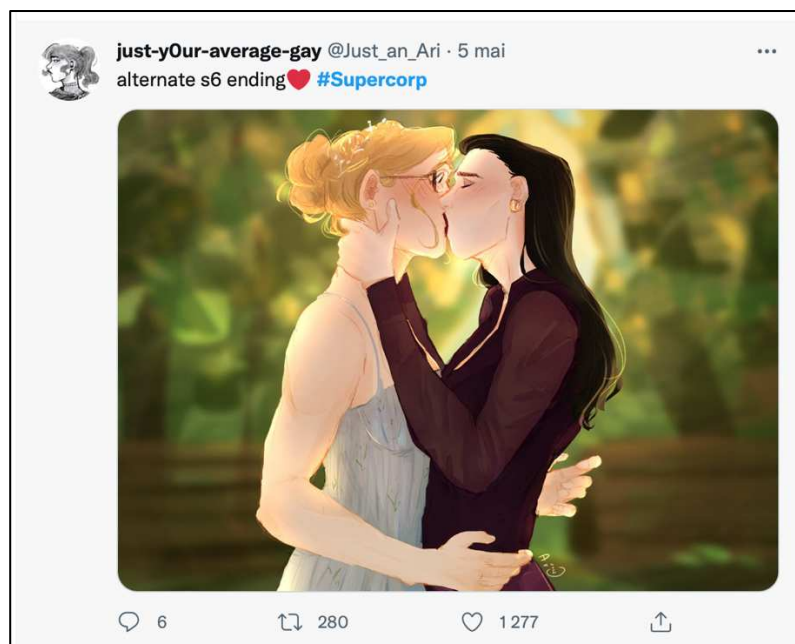 just-y0ur-average-gay @Just_an_Ari · 5 mai
alternate s6 ending❤️ #Supercorp
6 280 1 277